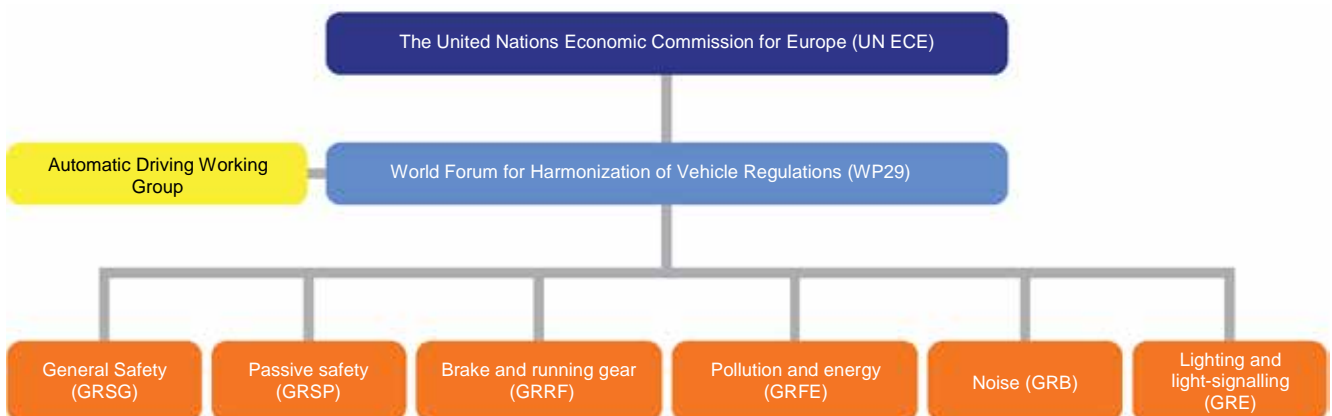 The United Nations Economic Commission for Europe (UN ECE)
Automatic Driving Working
Group
World Forum for Harmonization of Vehicle Regulations (WP29)
General Safety
(GRSG)
Passive safety
(GRSP)
Brake and running gear
(GRRF)
Pollution and energy
(GRFE)
Noise (GRB)
Lighting and
light-signalling
(GRE)